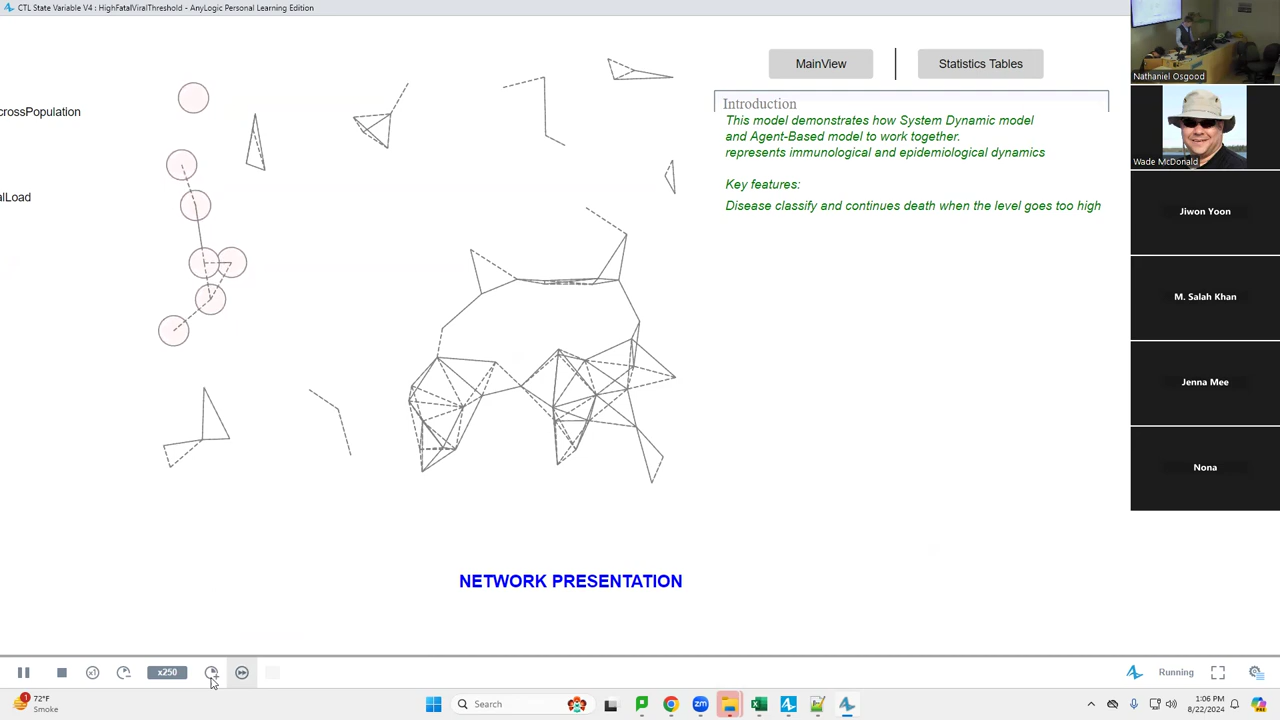 CTL State Variable V4 : HighFatalViralThreshold - AnyLogic Personal Learning Edition
crossPopulation
alLoad
MainView
Statistics Tables
Introduction
This model demonstrates how System Dynamic model
and Agent-Based model to work together.
represents immunological and epidemiological dynamics
Key features:
Disease classify and continues death when the level goes too high
NETWORK PRESENTATION
Nathaniel Osgood
Wade McDonald
Jiwon Yoon
M. Salah Khan
Jenna Mee
Nona
x1
x250
Running
1
72°F
Smoke
Search
zm
1:06 PM
8/22/2024